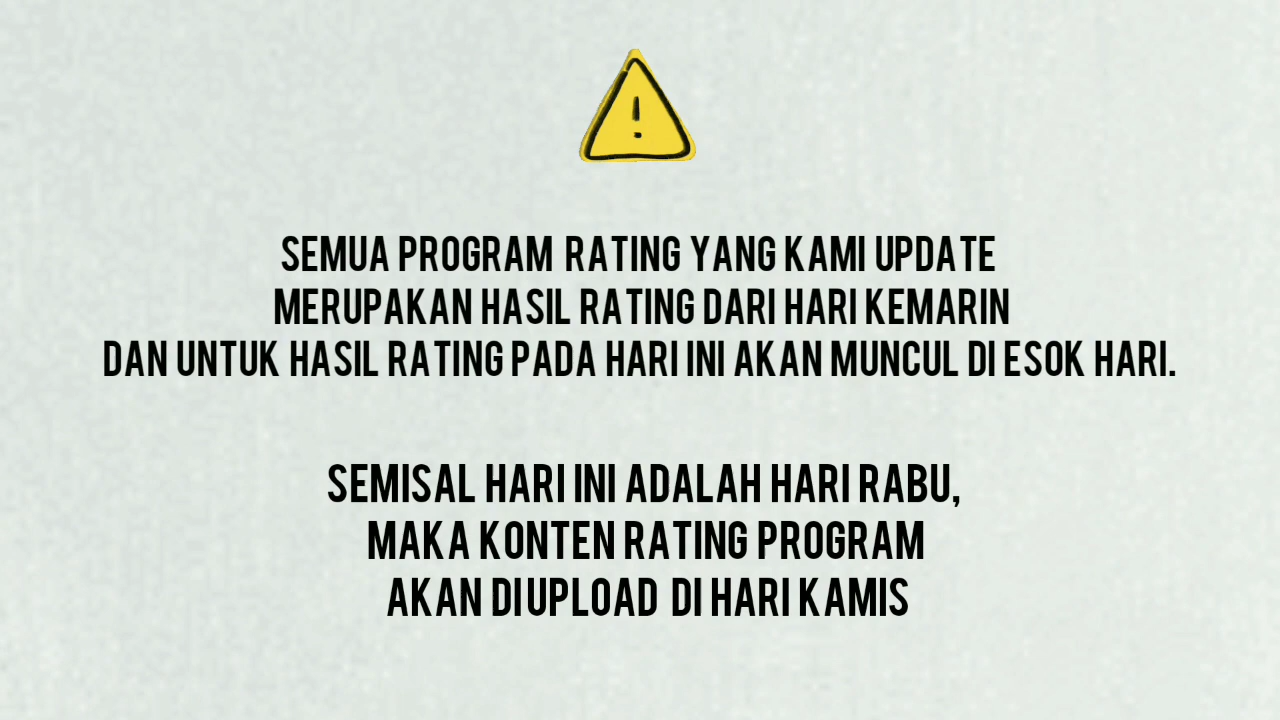 SEMUA PROGRAM RATING YANG KAMI UPDATE
MERUPAKAN HASIL RATING DARI HARI KEMARIN
DAN UNTUK HASIL RATING PADA HARI INI AKAN MUNCUL DI ESOK HARI.
SEMISAL HARI INI ADALAH HARI RABU,
MAKA KONTEN RATING PROGRAM
AKAN DIUPLOAD DI HARI KAMIS